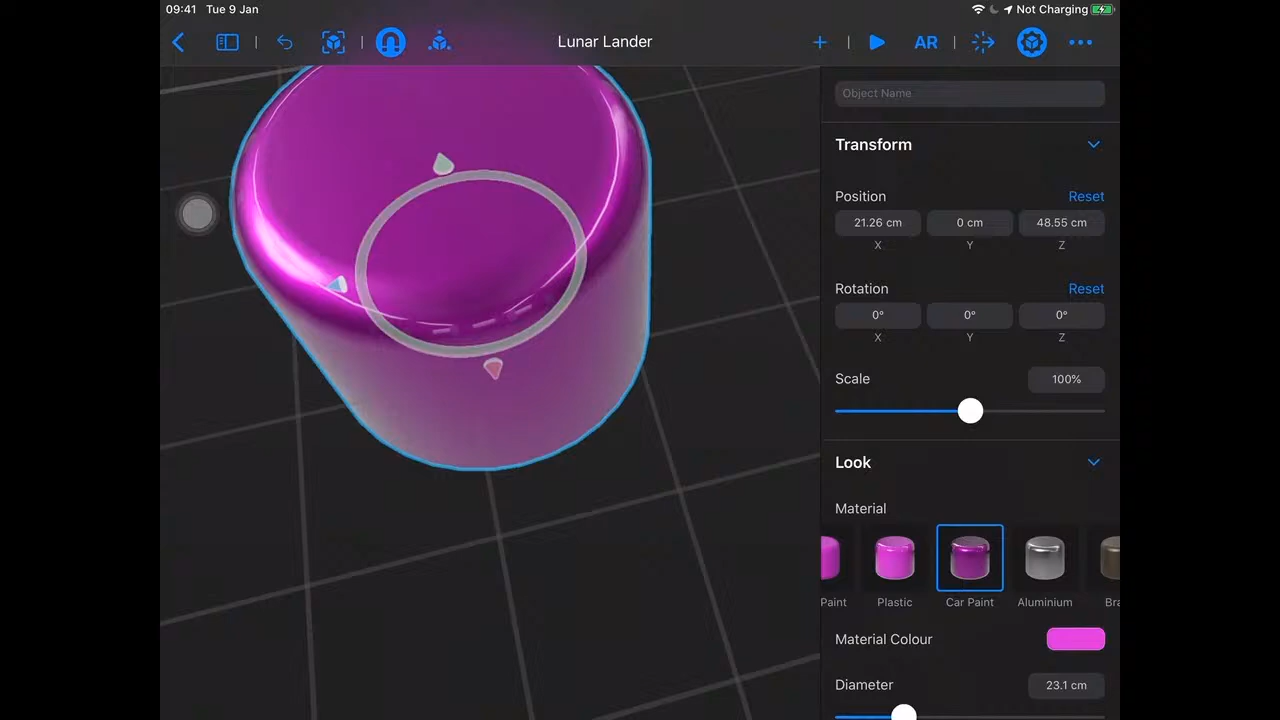 09:41 Tue 9 Jan
Not Charging
Lunar Lander
AR
Object Name
Transform
Position Reset
21.26 cm 0 cm 48.55 cm
X Y Z
Rotation Reset
0° 0° 0°
X Y Z
Scale 100%
Look
Material
Paint Plastic Car Paint Aluminium Bra
Material Colour
Diameter 23.1 cm